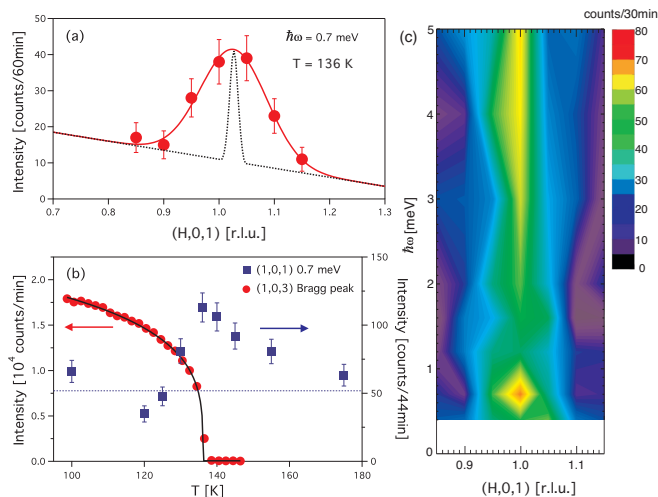 (a)
ħω = 0.7 meV
T = 136 K
Intensity [counts/60min]
60
50
40
30
20
10
0
0.7 0.8 0.9 1.0 1.1 1.2 1.3
(H,0,1) [r.l.u.]
(b)
(1,0,1) 0.7 meV
(1,0,3) Bragg peak
Intensity [10⁴ counts/min]
2.0
1.5
1.0
0.5
0.0
150
100
50
0
Intensity [counts/44min]
100 120 140 160 180
T [K]
(c)
counts/30min
80
70
60
50
40
30
20
10
0
ħω [meV]
5
4
3
2
1
0
0.9 1.0 1.1
(H,0,1) [r.l.u.]